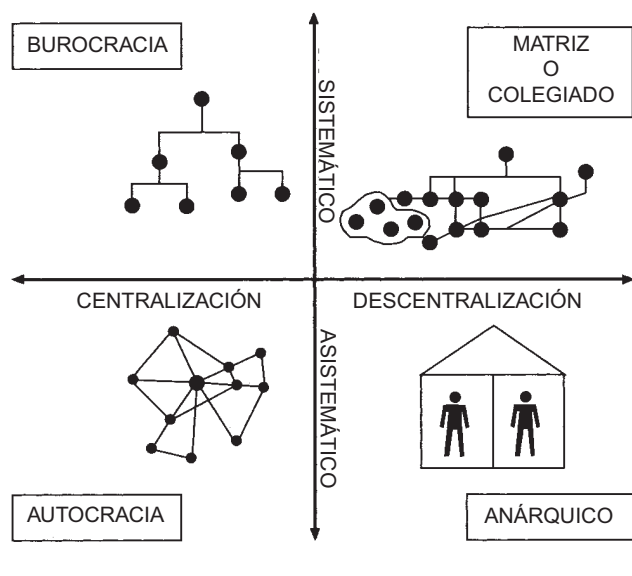 BUROCRACIA
MATRIZ
O
COLEGIADO
SISTEMÁTICO
CENTRALIZACIÓN
DESCENTRALIZACIÓN
ASISTEMÁTICO
AUTOCRACIA
ANÁRQUICO